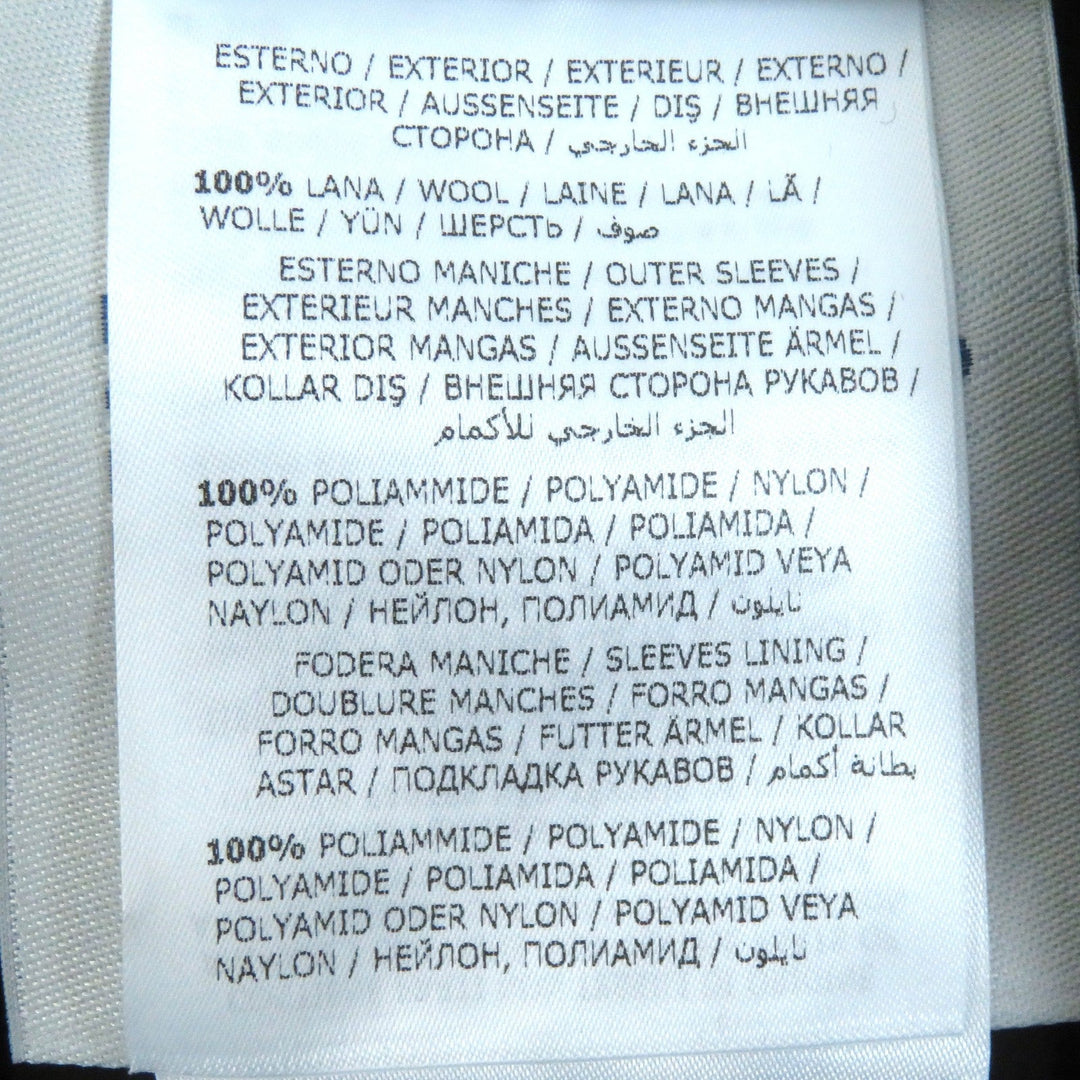 ESTERNO / EXTERIOR / EXTERIEUR / EXTERNO /
EXTERIOR / AUSSENSEITE / DIŞ / ВНЕШНЯЯ
СТОРОНА / الجزء الخارجي
100% LANA / WOOL / LAINE / LANA / LÃ /
WOLLE / YÜN / ШЕРСТЬ / صوف
ESTERNO MANICHE / OUTER SLEEVES /
EXTERIEUR MANCHES / EXTERNO MANGAS /
EXTERIOR MANGAS / AUSSENSEITE ÄRMEL /
KOLLAR DIŞ / ВНЕШНЯЯ СТОРОНА РУКАВОВ /
الجزء الخارجي للأكمام
100% POLIAMMIDE / POLYAMIDE / NYLON /
POLYAMIDE / POLIAMIDA / POLIAMIDA /
POLYAMID ODER NYLON / POLYAMID VEYA
NAYLON / НЕЙЛОН, ПОЛИАМИД / نايلون
FODERA MANICHE / SLEEVES LINING /
DOUBLURE MANCHES / FORRO MANGAS /
FORRO MANGAS / FUTTER ÄRMEL / KOLLAR
ASTAR / ПОДКЛАДКА РУКАВОВ / بطانة أكمام
100% POLIAMMIDE / POLYAMIDE / NYLON /
POLYAMIDE / POLIAMIDA / POLIAMIDA /
POLYAMID ODER NYLON / POLYAMID VEYA
NAYLON / НЕЙЛОН, ПОЛИАМИД / نايلون